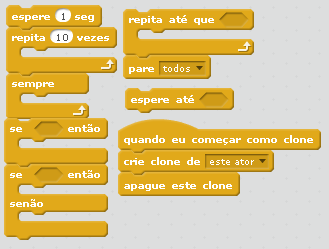 espere 1 seg
repita 10 vezes
sempre
se então
se então
senão
repita até que
pare todos
espere até
quando eu começar como clone
crie clone de este ator
apague este clone